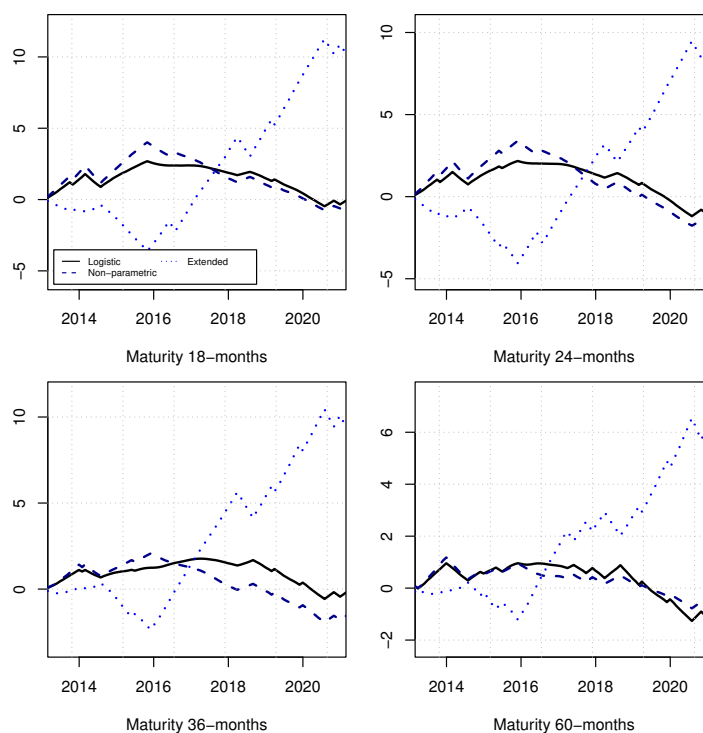 10
5
0
−5
Logistic
Non−parametric
Extended
2014 2016 2018 2020
Maturity 18−months
10
5
0
−5
2014 2016 2018 2020
Maturity 24−months
10
5
0
2014 2016 2018 2020
Maturity 36−months
6
4
2
0
−2
2014 2016 2018 2020
Maturity 60−months